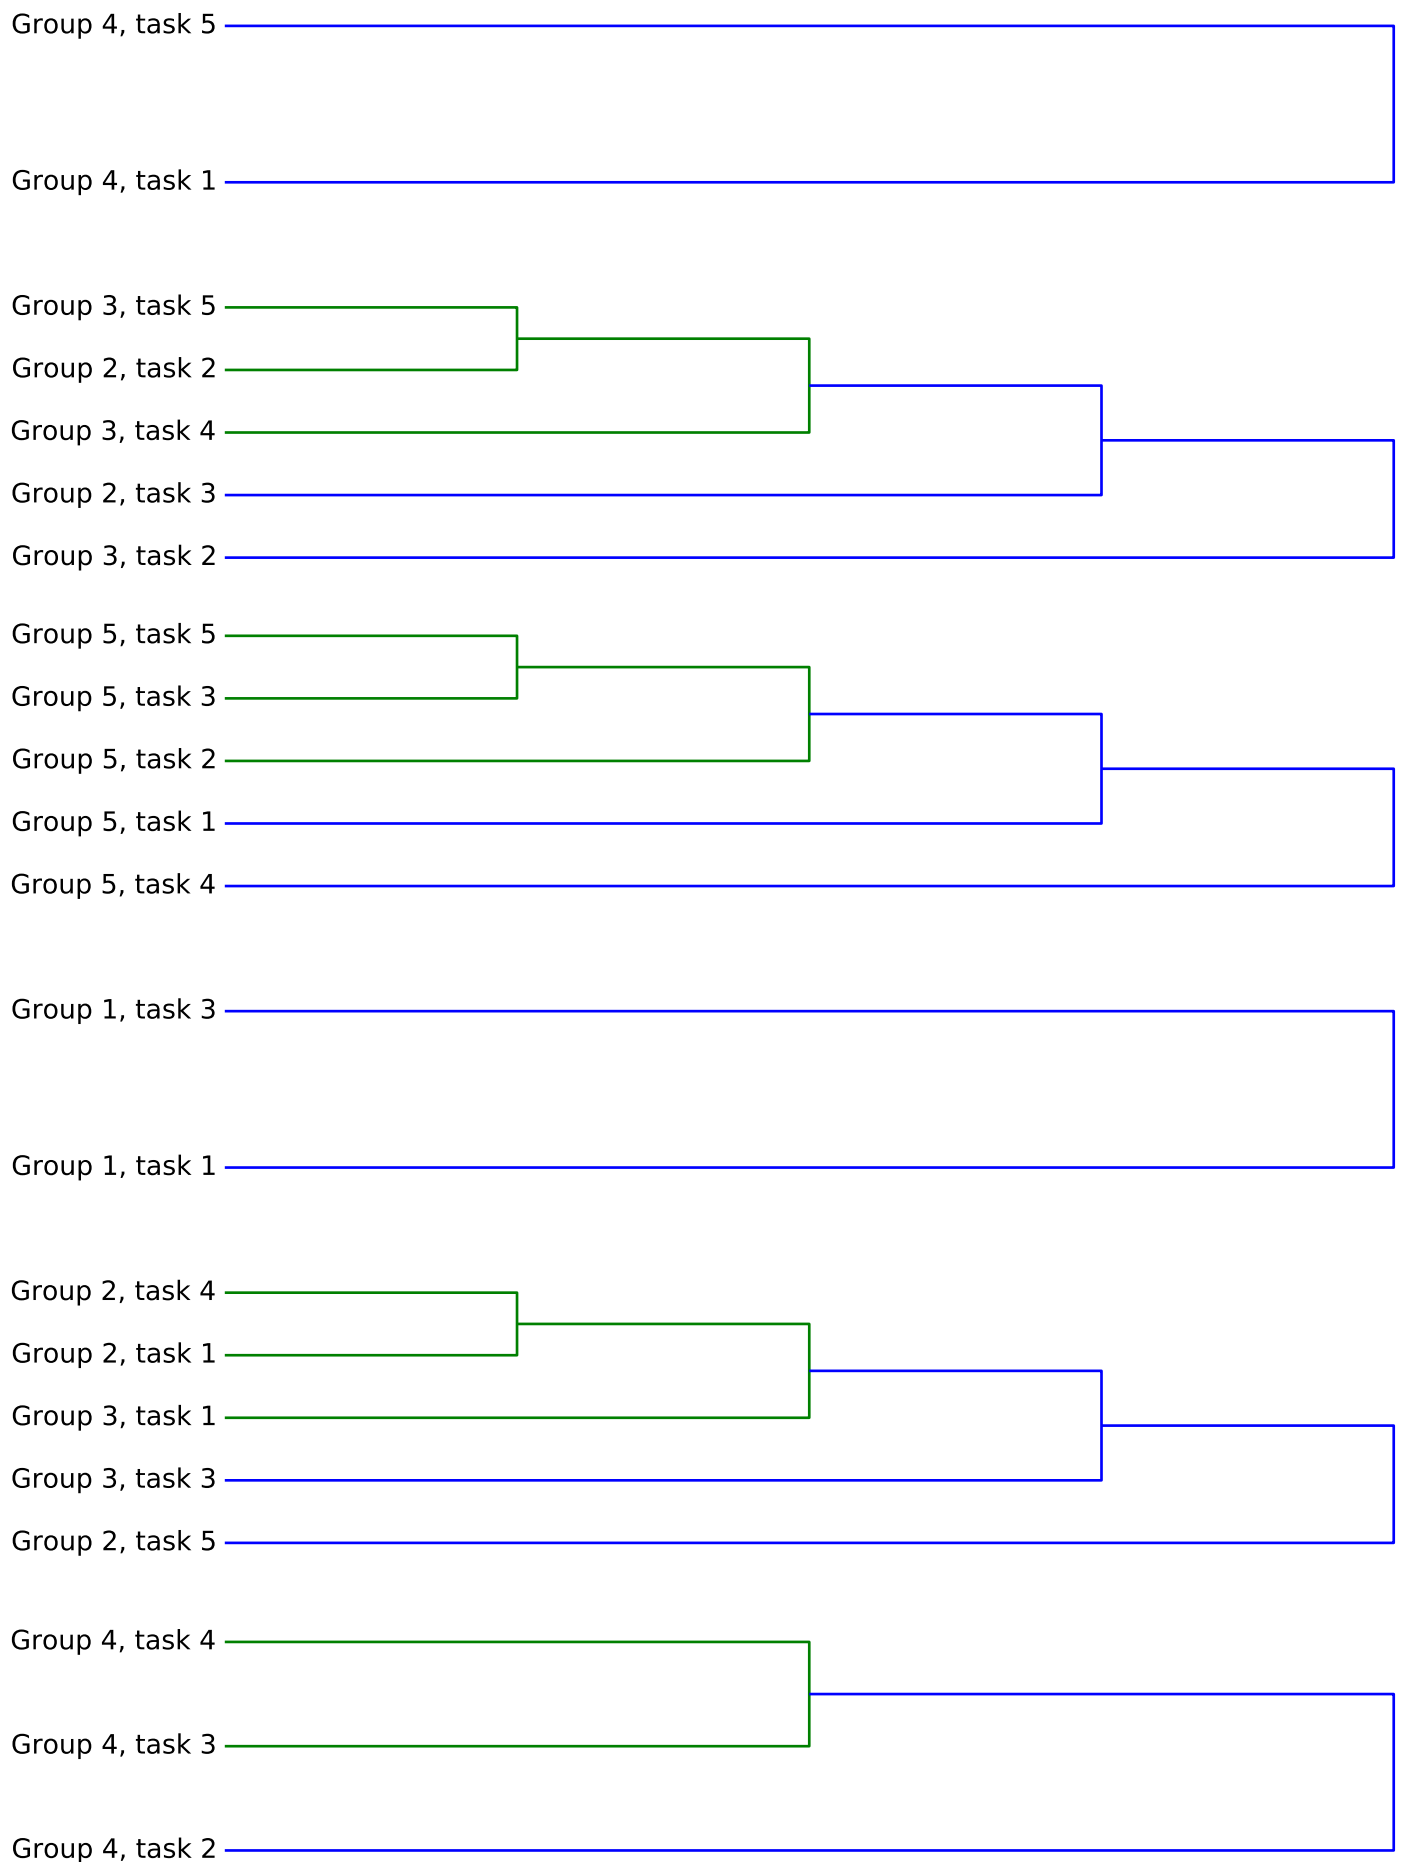 Group 4, task 5
Group 4, task 1
Group 3, task 5
Group 2, task 2
Group 3, task 4
Group 2, task 3
Group 3, task 2
Group 5, task 5
Group 5, task 3
Group 5, task 2
Group 5, task 1
Group 5, task 4
Group 1, task 3
Group 1, task 1
Group 2, task 4
Group 2, task 1
Group 3, task 1
Group 3, task 3
Group 2, task 5
Group 4, task 4
Group 4, task 3
Group 4, task 2